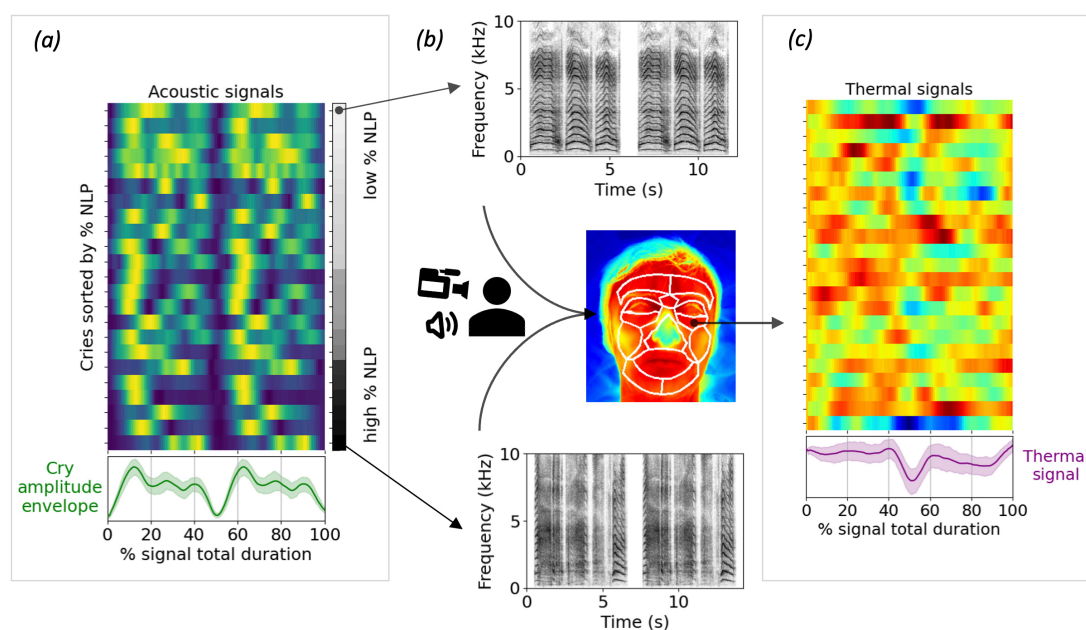 (a)
Acoustic signals
Cries sorted by % NLP
low % NLP
high % NLP
Cry
amplitude
envelope
0 20 40 60 80 100
% signal total duration
(b)
Frequency (kHz)
10
5
0
0 5 10
Time (s)
Frequency (kHz)
10
5
0
0 5 10
Time (s)
(c)
Thermal signals
Thermal
signal
0 20 40 60 80 100
% signal total duration